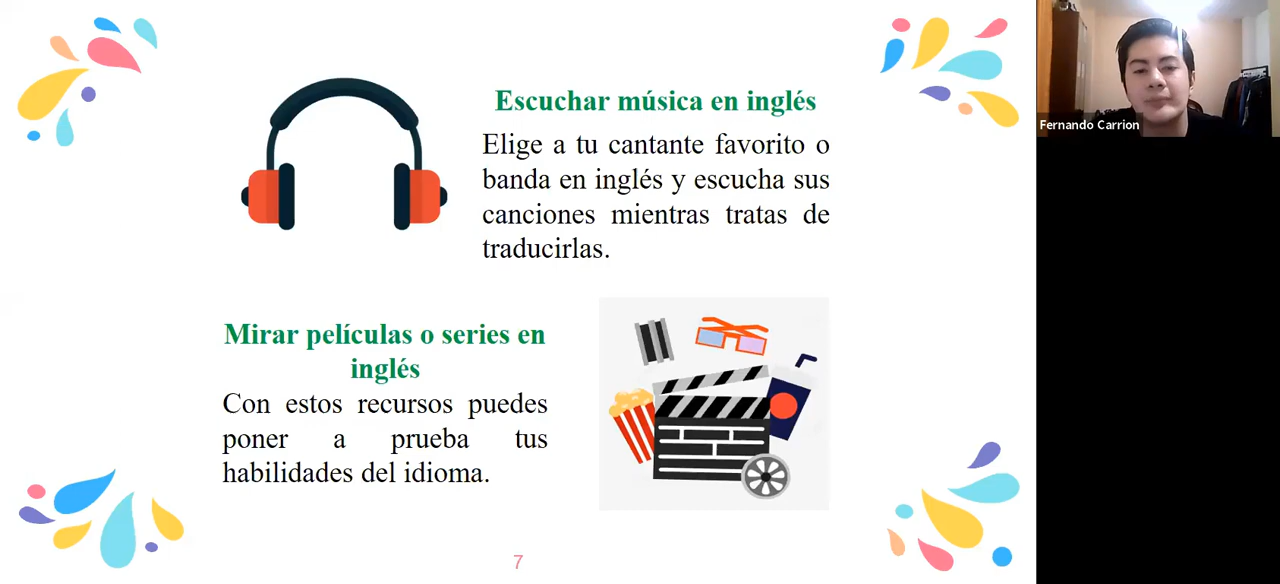 Escuchar música en inglés
Elige a tu cantante favorito o
banda en inglés y escucha sus
canciones mientras tratas de
traducirlas.
Mirar películas o series en
inglés
Con estos recursos puedes
poner a prueba tus
habilidades del idioma.
7
Fernando Carrion